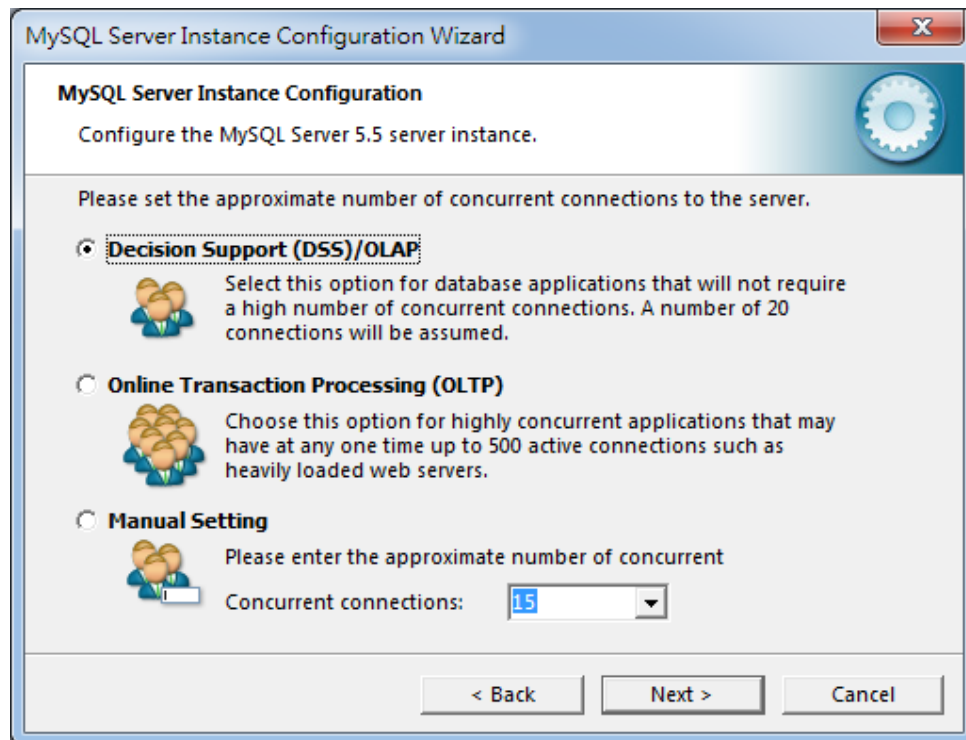 MySQL Server Instance Configuration Wizard
MySQL Server Instance Configuration
Configure the MySQL Server 5.5 server instance.
Please set the approximate number of concurrent connections to the server.
Decision Support (DSS)/OLAP
Select this option for database applications that will not require
a high number of concurrent connections. A number of 20
connections will be assumed.
Online Transaction Processing (OLTP)
Choose this option for highly concurrent applications that may
have at any one time up to 500 active connections such as
heavily loaded web servers.
Manual Setting
Please enter the approximate number of concurrent
Concurrent connections: 15
< Back Next > Cancel